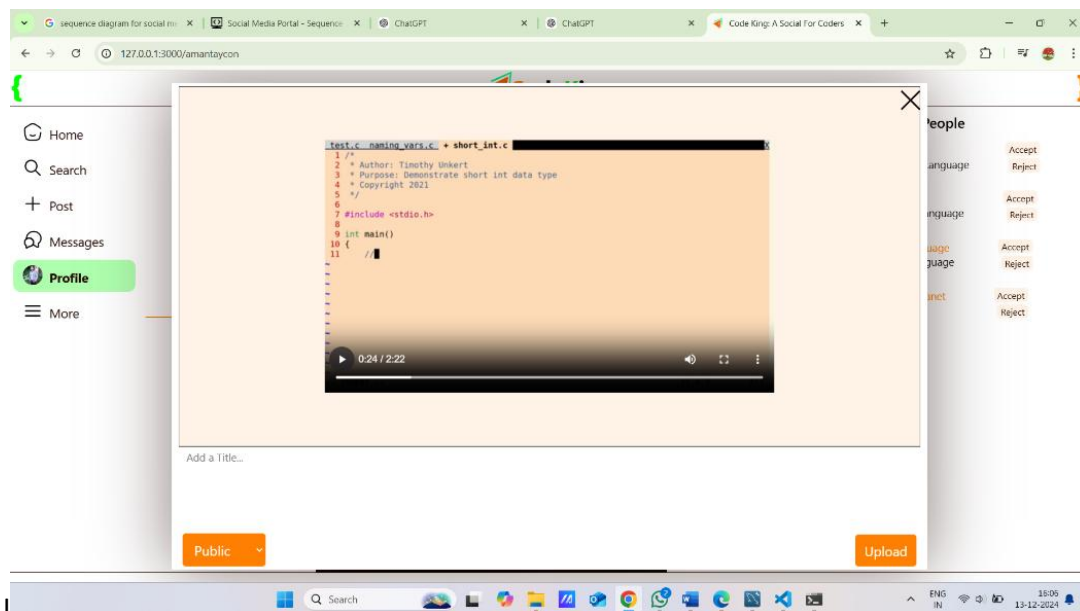 sequence diagram for social me
Social Media Portal - Sequence
ChatGPT
ChatGPT
Code King: A Social For Coders
127.0.0.1:3000/amantaycon
{
Home
Search
Post
Messages
Profile
More
test.c naming_vars.c + short_int.c X
1 /*
2 * Author: Timothy Unkert
3 * Purpose: Demonstrate short int data type
4 * Copyright 2021
5 */
6
7 #include <stdio.h>
8
9 int main()
10 {
11 //
~
~
~
~
~
~
~
0:24 / 2:22
Add a Title...
Public
Upload
People
anguage
Accept
Reject
nguage
Accept
Reject
uage
guage
Accept
Reject
anet
Accept
Reject
Search
ENG
IN
16:06
13-12-2024